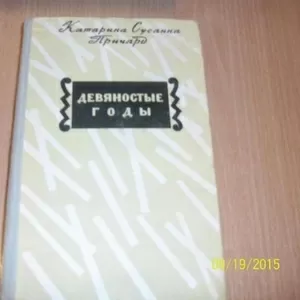 Катарина Сусанна
Причард
ДЕВЯНОСТЫЕ
ГОДЫ
09/19/2015